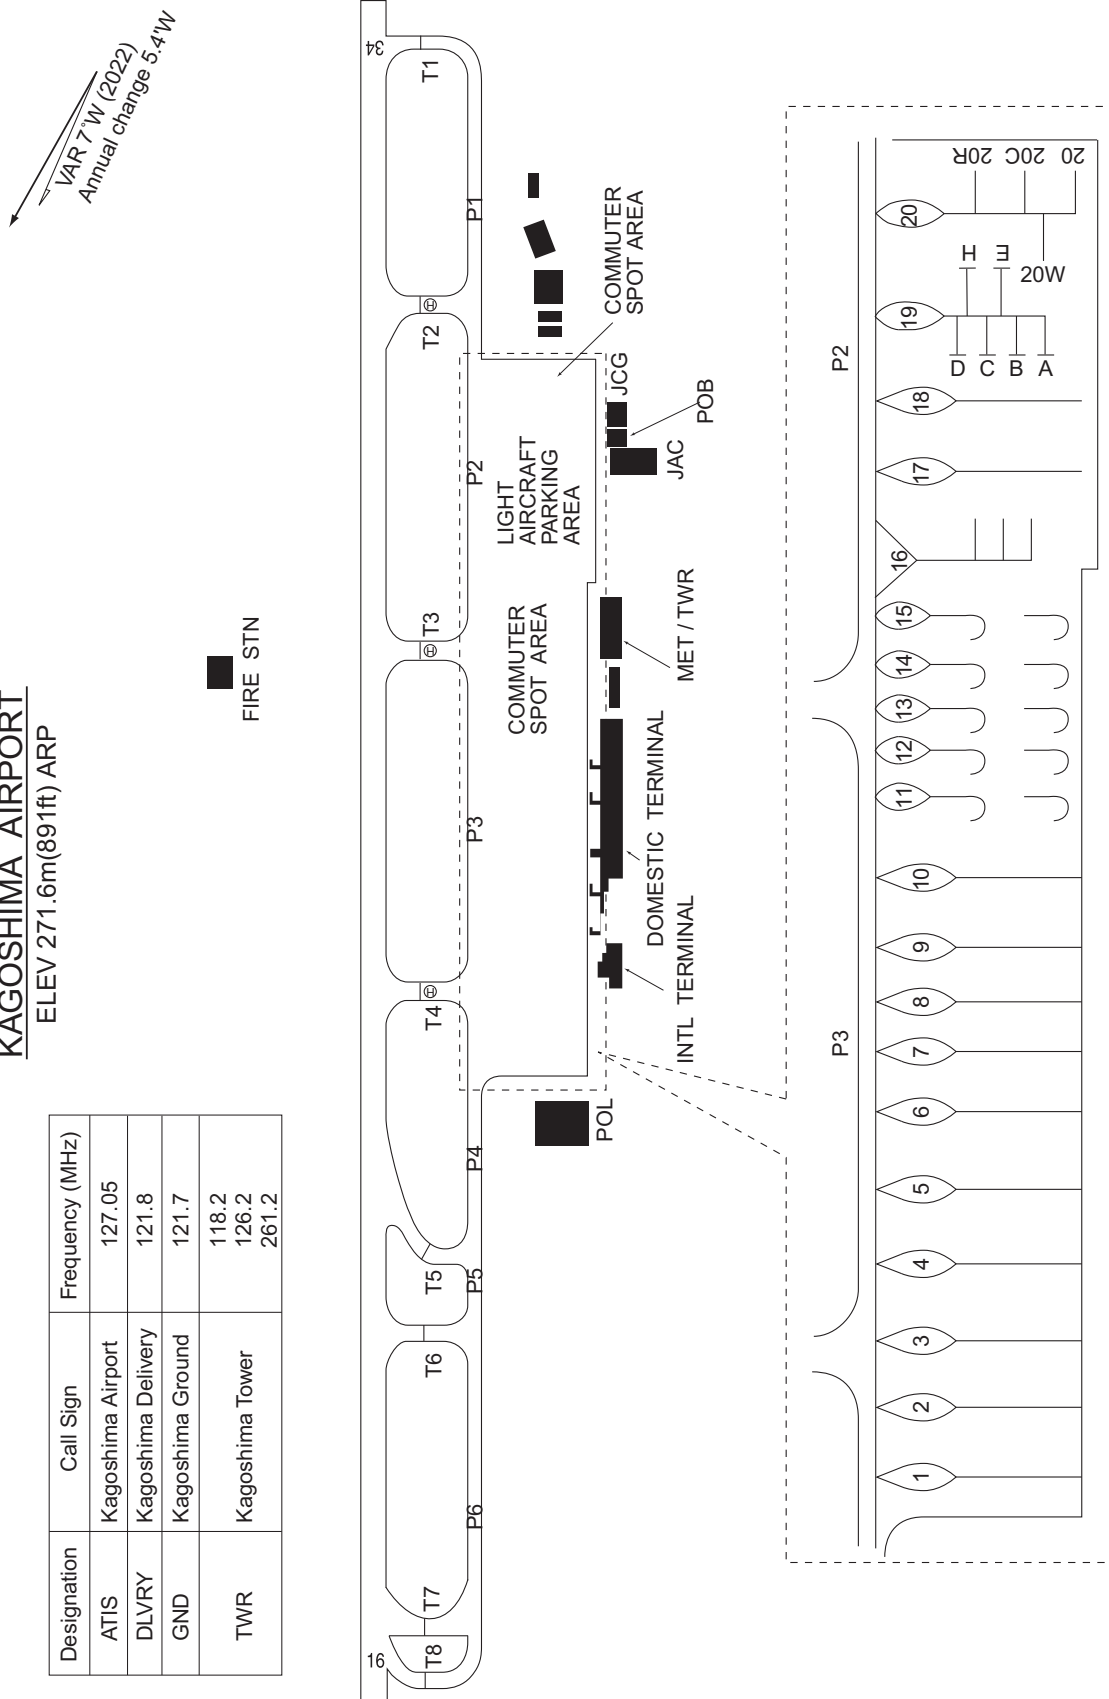 KAGOSHIMA AIRPORT
ELEV 271.6m(891ft) ARP
VAR 7°W (2022)
Annual change 5.4'W
Designation Call Sign Frequency (MHz)
ATIS Kagoshima Airport 127.05
DLVRY Kagoshima Delivery 121.8
GND Kagoshima Ground 121.7
TWR Kagoshima Tower 118.2
126.2
261.2
FIRE STN
16
34
T8
T7
T6
T5
T4
H
T3
H
T2
H
T1
P6
P5
P4
P3
P2
P1
POL
COMMUTER
SPOT AREA
LIGHT
AIRCRAFT
PARKING
AREA
COMMUTER
SPOT AREA
INTL TERMINAL
DOMESTIC TERMINAL
MET / TWR
JAC
POB
JCG
P3
P2
1
2
3
4
5
6
7
8
9
10
11
12
13
14
15
16
17
18
19
20
D
C
B
A
H
E
20W
20R
20C
20